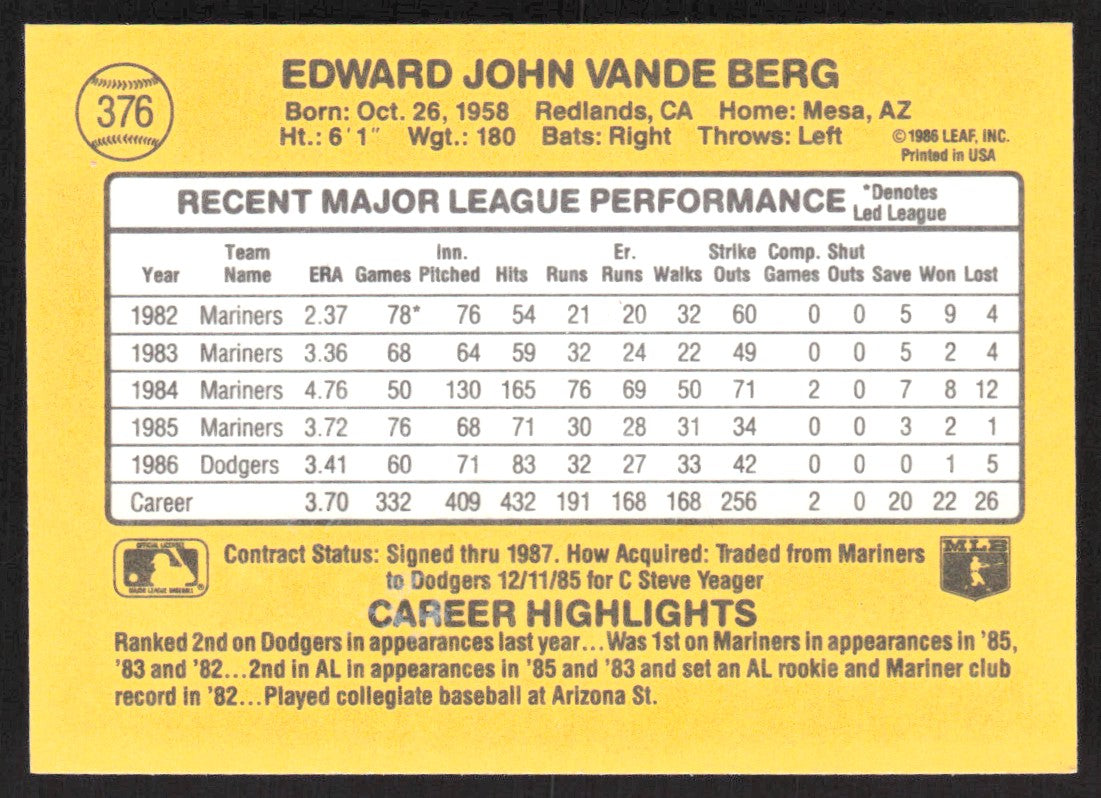 376
EDWARD JOHN VANDE BERG
Born: Oct. 26, 1958 Redlands, CA Home: Mesa, AZ
Ht.: 6'1" Wgt.: 180 Bats: Right Throws: Left
©1986 LEAF, INC.
Printed in USA
RECENT MAJOR LEAGUE PERFORMANCE *Denotes Led League
Year Team Name ERA Games Inn. Pitched Hits Runs Er. Runs Walks Strike Outs Comp. Games Shut Outs Save Won Lost
1982 Mariners 2.37 78* 76 54 21 20 32 60 0 0 5 9 4
1983 Mariners 3.36 68 64 59 32 24 22 49 0 0 5 2 4
1984 Mariners 4.76 50 130 165 76 69 50 71 2 0 7 8 12
1985 Mariners 3.72 76 68 71 30 28 31 34 0 0 3 2 1
1986 Dodgers 3.41 60 71 83 32 27 33 42 0 0 0 1 5
Career 3.70 332 409 432 191 168 168 256 2 0 20 22 26
OFFICIAL LICENSEE
MAJOR LEAGUE BASEBALL
Contract Status: Signed thru 1987. How Acquired: Traded from Mariners
to Dodgers 12/11/85 for C Steve Yeager
MLB
CAREER HIGHLIGHTS
Ranked 2nd on Dodgers in appearances last year...Was 1st on Mariners in appearances in '85,
'83 and '82...2nd in AL in appearances in '85 and '83 and set an AL rookie and Mariner club
record in '82...Played collegiate baseball at Arizona St.